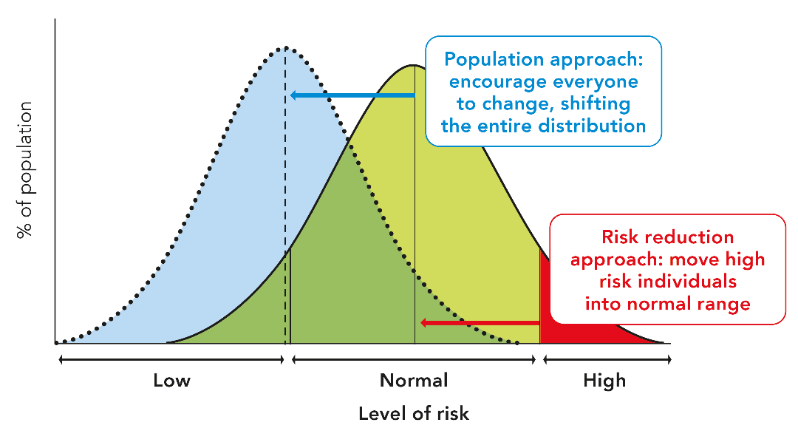 Population approach:
encourage everyone
to change, shifting
the entire distribution
% of population
Risk reduction
approach: move high
risk individuals
into normal range
Low
Normal
High
Level of risk